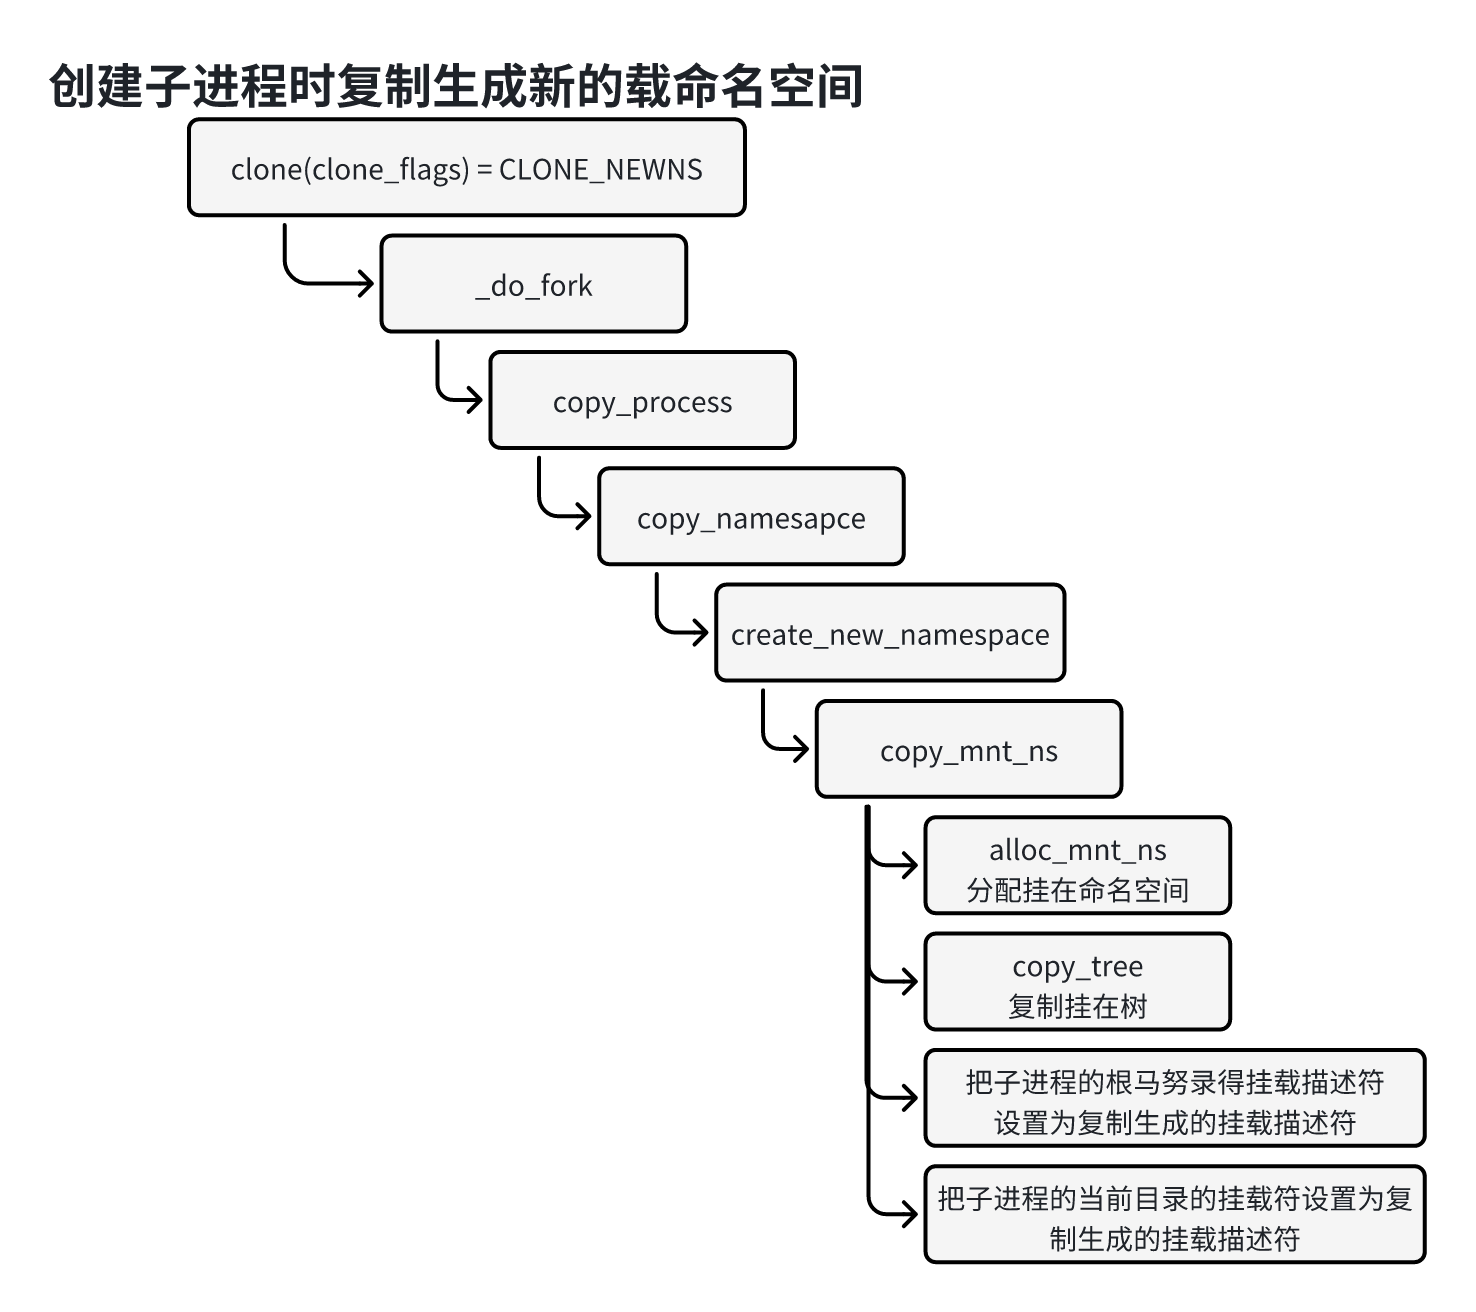 创建子进程时复制生成新的载命名空间
clone(clone_flags) = CLONE_NEWNS
_do_fork
copy_process
copy_namesapce
create_new_namespace
copy_mnt_ns
alloc_mnt_ns
分配挂在命名空间
copy_tree
复制挂在树
把子进程的根马努录得挂载描述符
设置为复制生成的挂载描述符
把子进程的当前目录的挂载符设置为复
制生成的挂载描述符